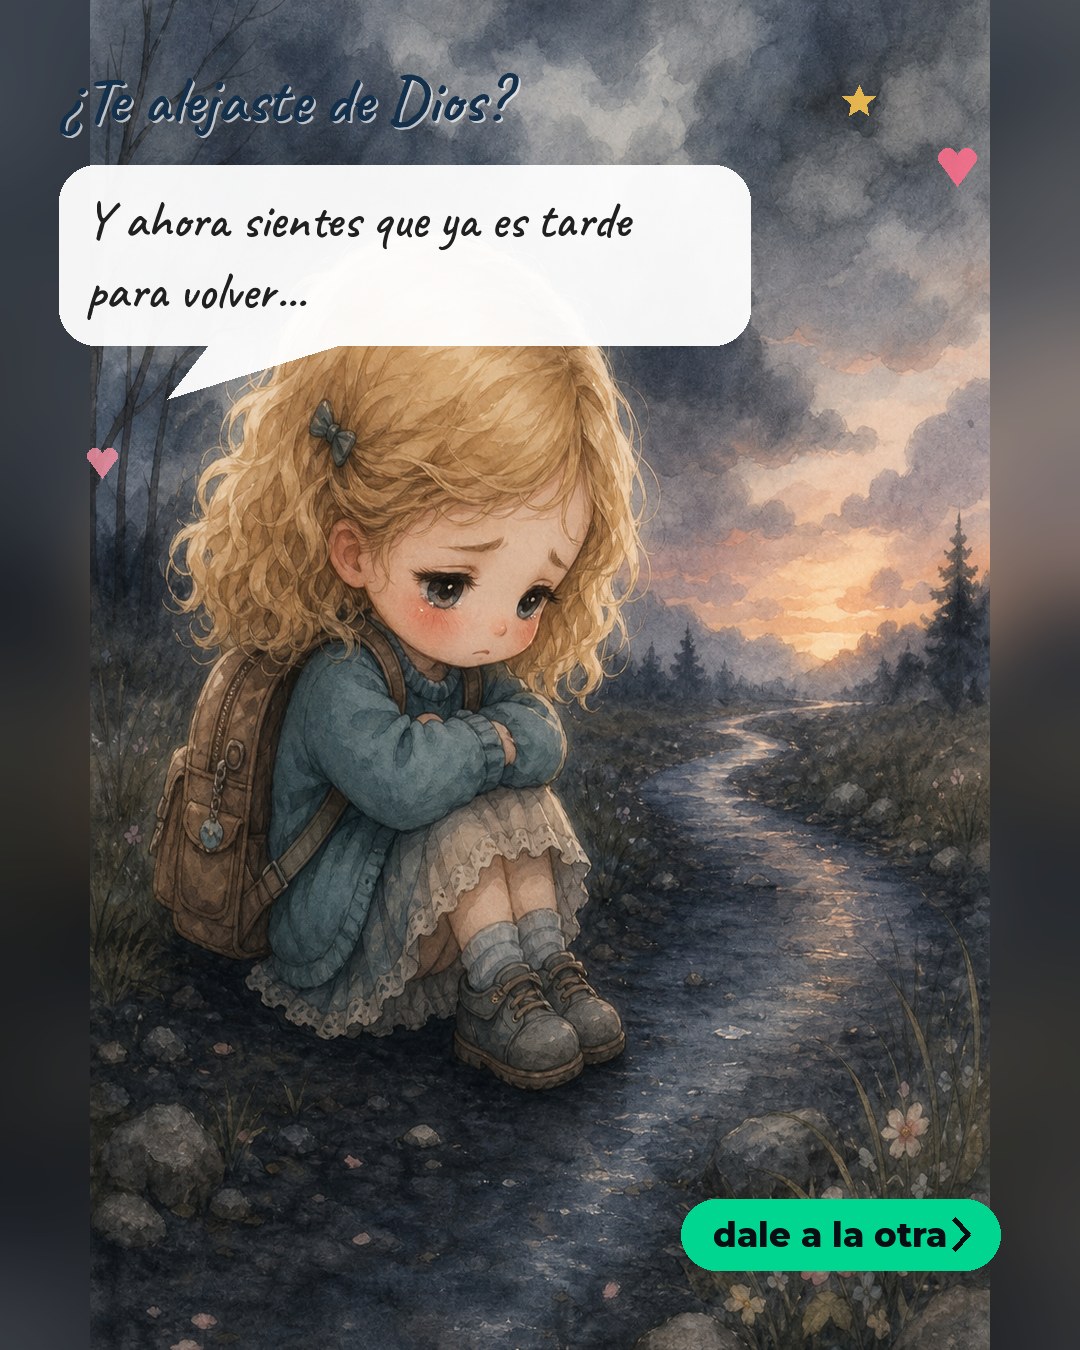 ¿Te alejaste de Dios?
Y ahora sientes que ya es tarde
para volver...
dale a la otra